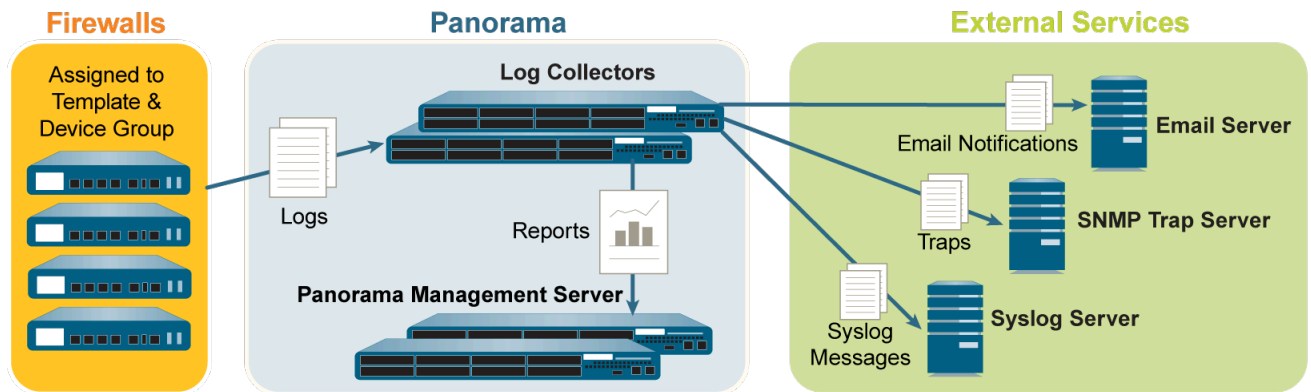 Firewalls
Assigned to
Template &
Device Group
Panorama
Log Collectors
Logs
Reports
Panorama Management Server
External Services
Email Notifications
Email Server
Traps
SNMP Trap Server
Syslog
Messages
Syslog Server